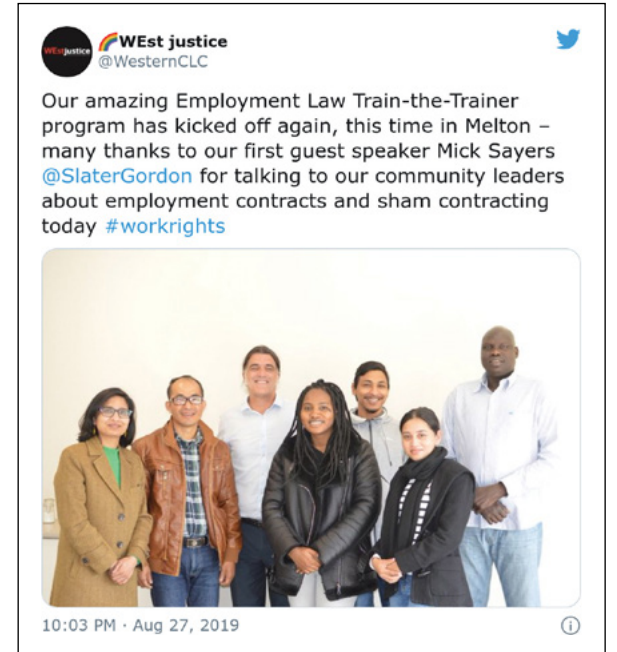 WEstjustice
WEst justice
@WesternCLC
Our amazing Employment Law Train-the-Trainer
program has kicked off again, this time in Melton –
many thanks to our first guest speaker Mick Sayers
@SlaterGordon for talking to our community leaders
about employment contracts and sham contracting
today #workrights
10:03 PM · Aug 27, 2019